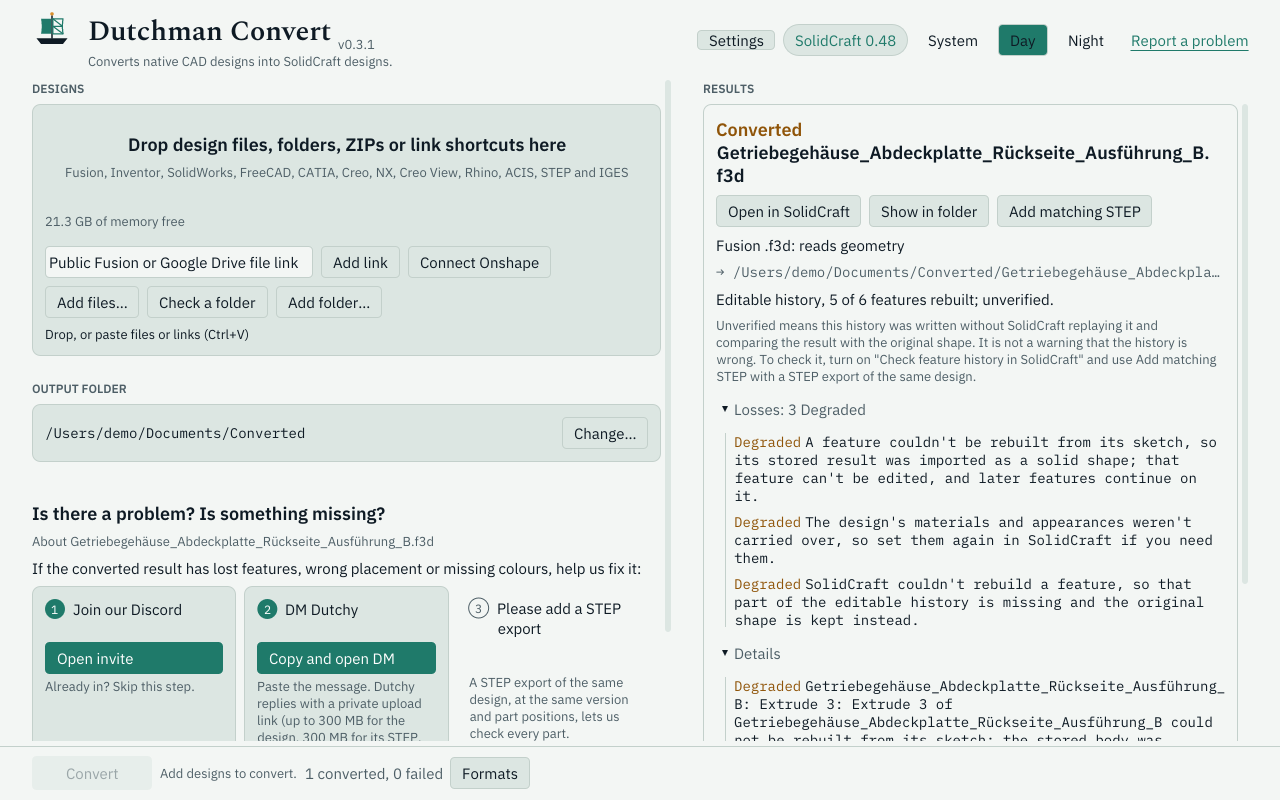 Dutchman Convert v0.3.1
Converts native CAD designs into SolidCraft designs.
Settings
SolidCraft 0.48
System
Day
Night
Report a problem
DESIGNS
Drop design files, folders, ZIPs or link shortcuts here
Fusion, Inventor, SolidWorks, FreeCAD, CATIA, Creo, NX, Creo View, Rhino, ACIS, STEP and IGES
21.3 GB of memory free
Public Fusion or Google Drive file link
Add link
Connect Onshape
Add files...
Check a folder
Add folder...
Drop, or paste files or links (Ctrl+V)
OUTPUT FOLDER
/Users/demo/Documents/Converted
Change...
Is there a problem? Is something missing?
About Getriebegehäuse_Abdeckplatte_Rückseite_Ausführung_B.f3d
If the converted result has lost features, wrong placement or missing colours, help us fix it:
1 Join our Discord
Open invite
Already in? Skip this step.
2 DM Dutchy
Copy and open DM
Paste the message. Dutchy
replies with a private upload
link (up to 300 MB for the
design, 300 MB for its STEP.
3 Please add a STEP
export
A STEP export of the same
design, at the same version
and part positions, lets us
check every part.
RESULTS
Converted
Getriebegehäuse_Abdeckplatte_Rückseite_Ausführung_B.
f3d
Open in SolidCraft
Show in folder
Add matching STEP
Fusion .f3d: reads geometry
→ /Users/demo/Documents/Converted/Getriebegehäuse_Abdeckpla…
Editable history, 5 of 6 features rebuilt; unverified.
Unverified means this history was written without SolidCraft replaying it and
comparing the result with the original shape. It is not a warning that the history is
wrong. To check it, turn on "Check feature history in SolidCraft" and use Add matching
STEP with a STEP export of the same design.
▼ Losses: 3 Degraded
Degraded A feature couldn't be rebuilt from its sketch, so
its stored result was imported as a solid shape; that
feature can't be edited, and later features continue on
it.
Degraded The design's materials and appearances weren't
carried over, so set them again in SolidCraft if you need
them.
Degraded SolidCraft couldn't rebuild a feature, so that
part of the editable history is missing and the original
shape is kept instead.
▼ Details
Degraded Getriebegehäuse_Abdeckplatte_Rückseite_Ausführung_
B: Extrude 3: Extrude 3 of
Getriebegehäuse_Abdeckplatte_Rückseite_Ausführung_B could
not be rebuilt from its sketch; the stored body was
Convert
Add designs to convert.
1 converted, 0 failed
Formats